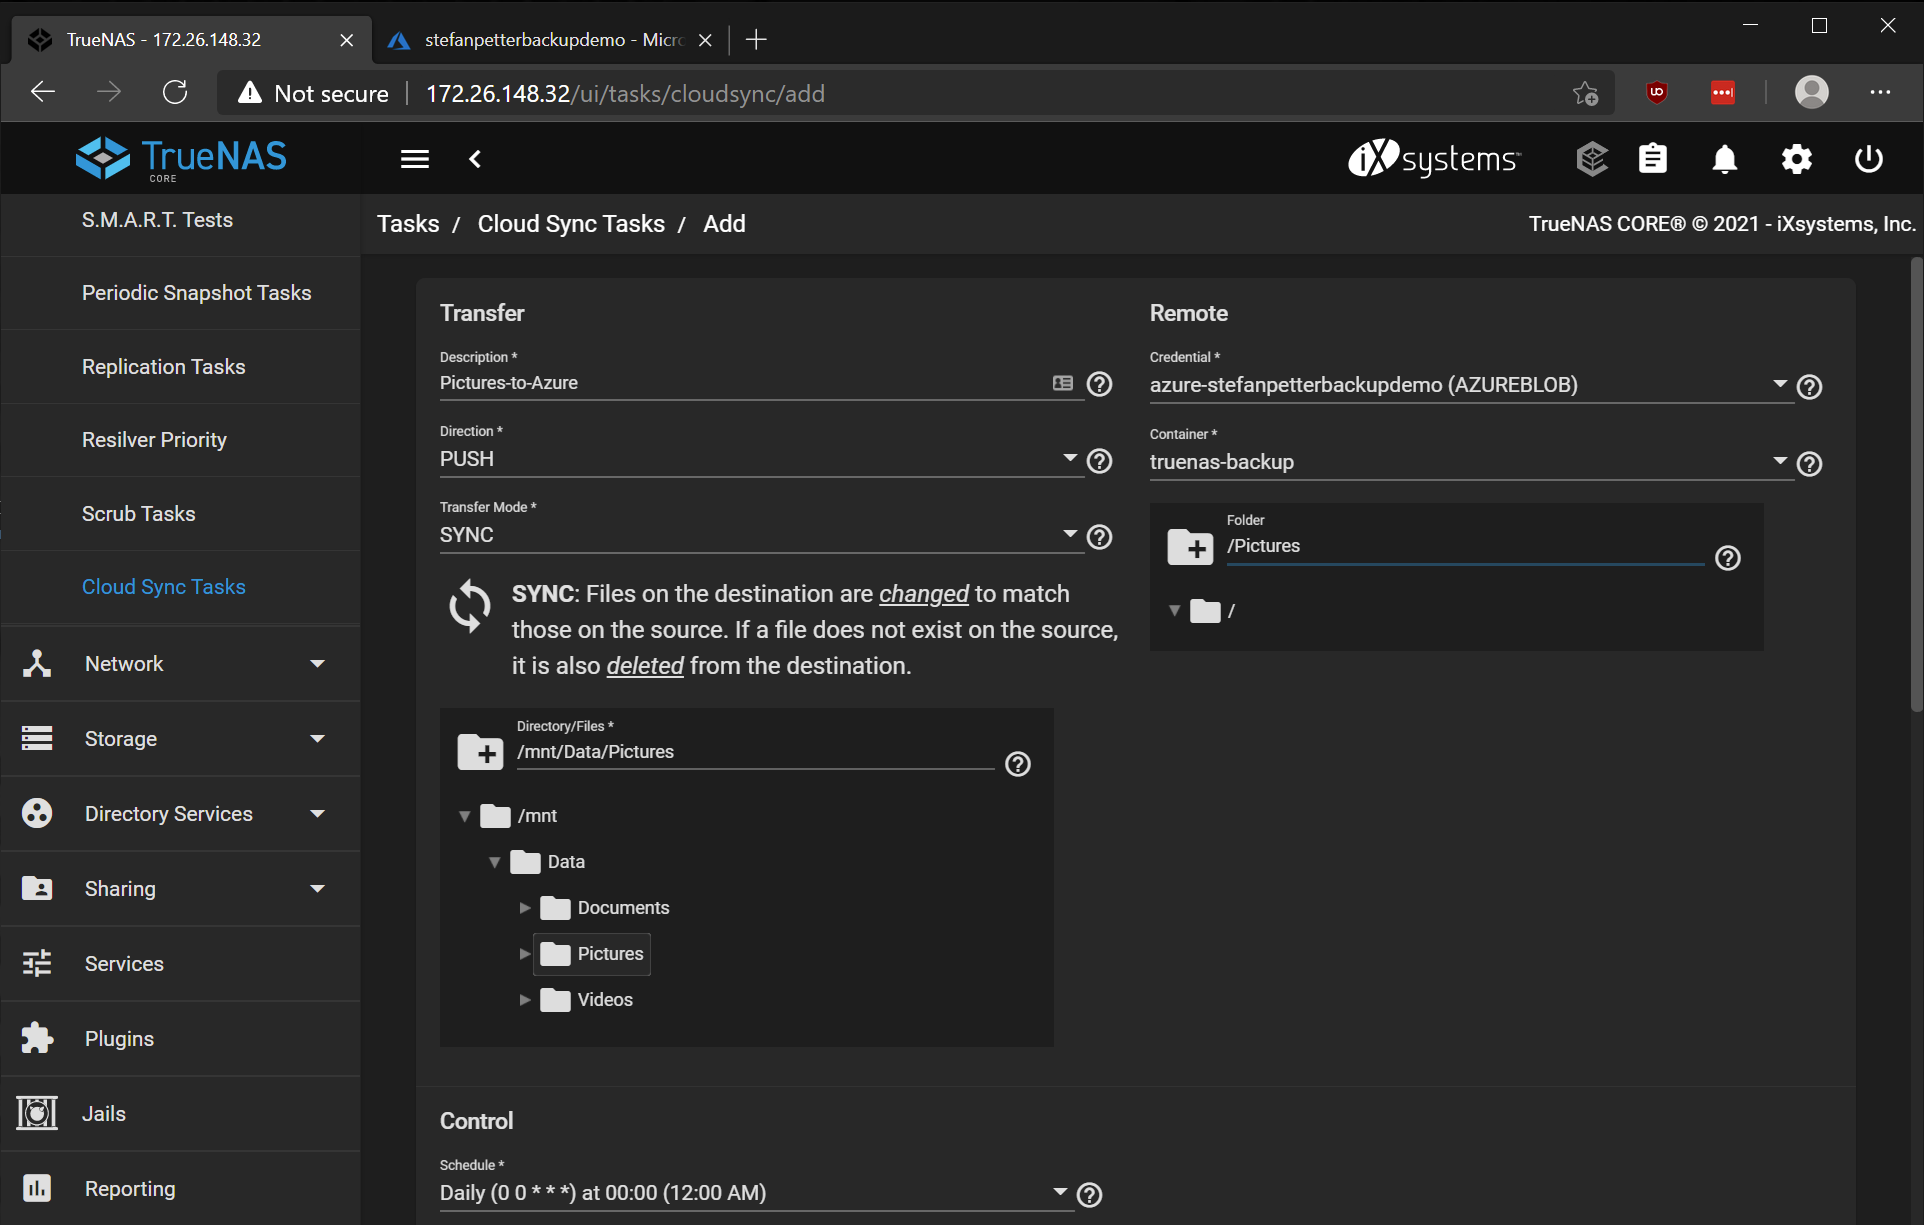 TrueNAS - 172.26.148.32
stefanpetterbackupdemo - Micr
Not secure
172.26.148.32/ui/tasks/cloudsync/add
TrueNAS
CORE
iXsystems™
Tasks / Cloud Sync Tasks / Add
TrueNAS CORE® © 2021 - iXsystems, Inc.
S.M.A.R.T. Tests
Periodic Snapshot Tasks
Replication Tasks
Resilver Priority
Scrub Tasks
Cloud Sync Tasks
Network
Storage
Directory Services
Sharing
Services
Plugins
Jails
Reporting
Transfer
Description *
Pictures-to-Azure
Direction *
PUSH
Transfer Mode *
SYNC
SYNC: Files on the destination are changed to match
those on the source. If a file does not exist on the source,
it is also deleted from the destination.
Directory/Files *
/mnt/Data/Pictures
/mnt
Data
Documents
Pictures
Videos
Remote
Credential *
azure-stefanpetterbackupdemo (AZUREBLOB)
Container *
truenas-backup
Folder
/Pictures
/
Control
Schedule *
Daily (0 0 * * *) at 00:00 (12:00 AM)